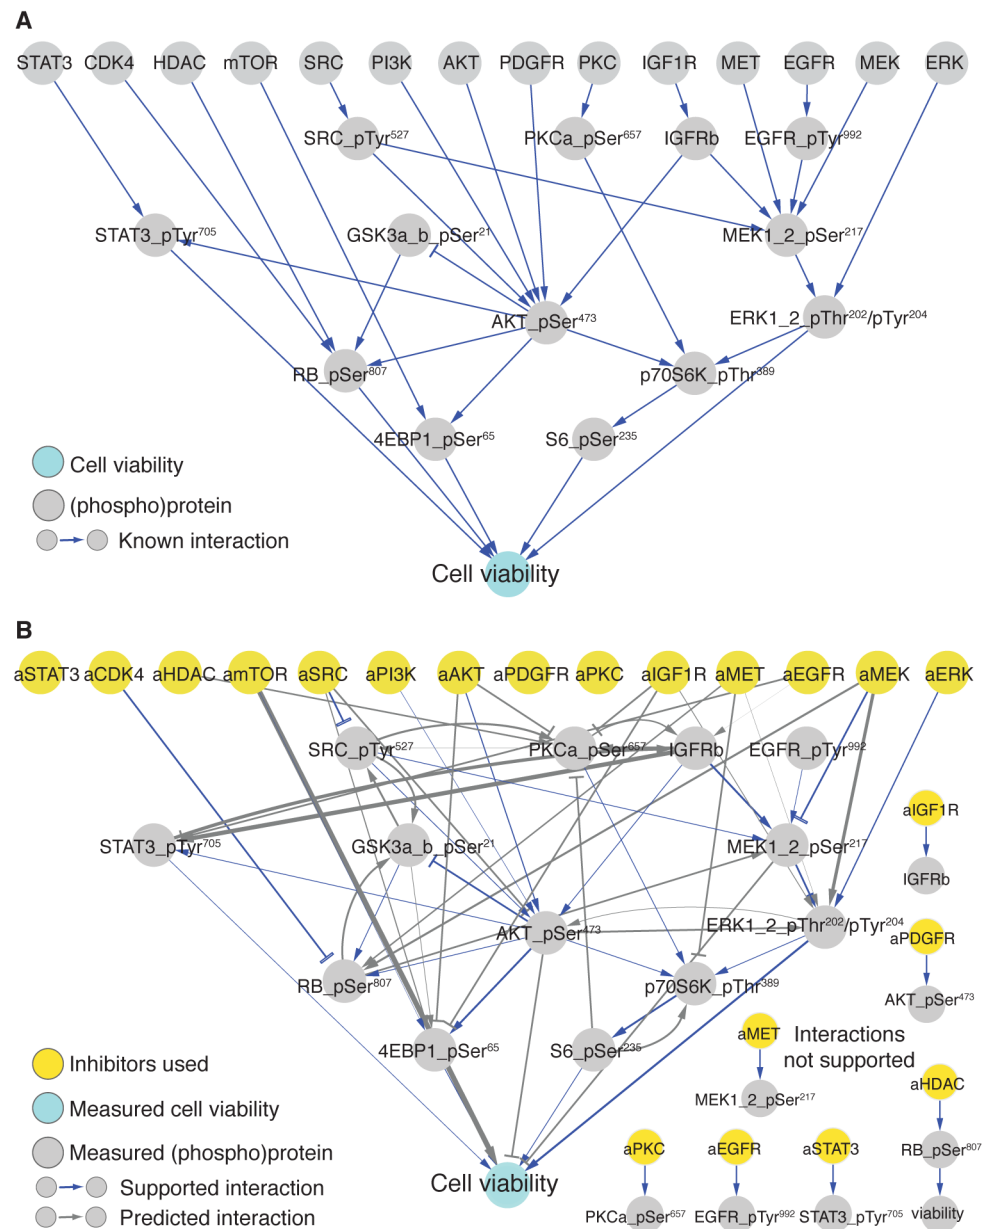 A
STAT3 CDK4 HDAC mTOR SRC PI3K AKT PDGFR PKC IGF1R MET EGFR MEK ERK
SRC_pTyr527 PKCa_pSer657 IGFRb EGFR_pTyr992
STAT3_pTyr705 GSK3a_b_pSer21 MEK1_2_pSer217
AKT_pSer473 ERK1_2_pThr202/pTyr204
RB_pSer807 p70S6K_pThr389
4EBP1_pSer65 S6_pSer235
Cell viability
(phospho)protein
Known interaction
Cell viability
B
aSTAT3 aCDK4 aHDAC amTOR aSRC aPI3K aAKT aPDGFR aPKC aIGF1R aMET aEGFR aMEK aERK
SRC_pTyr527 PKCa_pSer657 IGFRb EGFR_pTyr992
aIGF1R
STAT3_pTyr705 GSK3a_b_pSer21 MEK1_2_pSer217
IGFRb
AKT_pSer473 ERK1_2_pThr202/pTyr204
aPDGFR
RB_pSer807 p70S6K_pThr389
AKT_pSer473
4EBP1_pSer65 S6_pSer235
aMET Interactions
not supported
Inhibitors used
aHDAC
MEK1_2_pSer217
Measured cell viability
Measured (phospho)protein
aPKC aEGFR aSTAT3 RB_pSer807
Cell viability
Supported interaction
Predicted interaction
PKCa_pSer657 EGFR_pTyr992 STAT3_pTyr705 viability